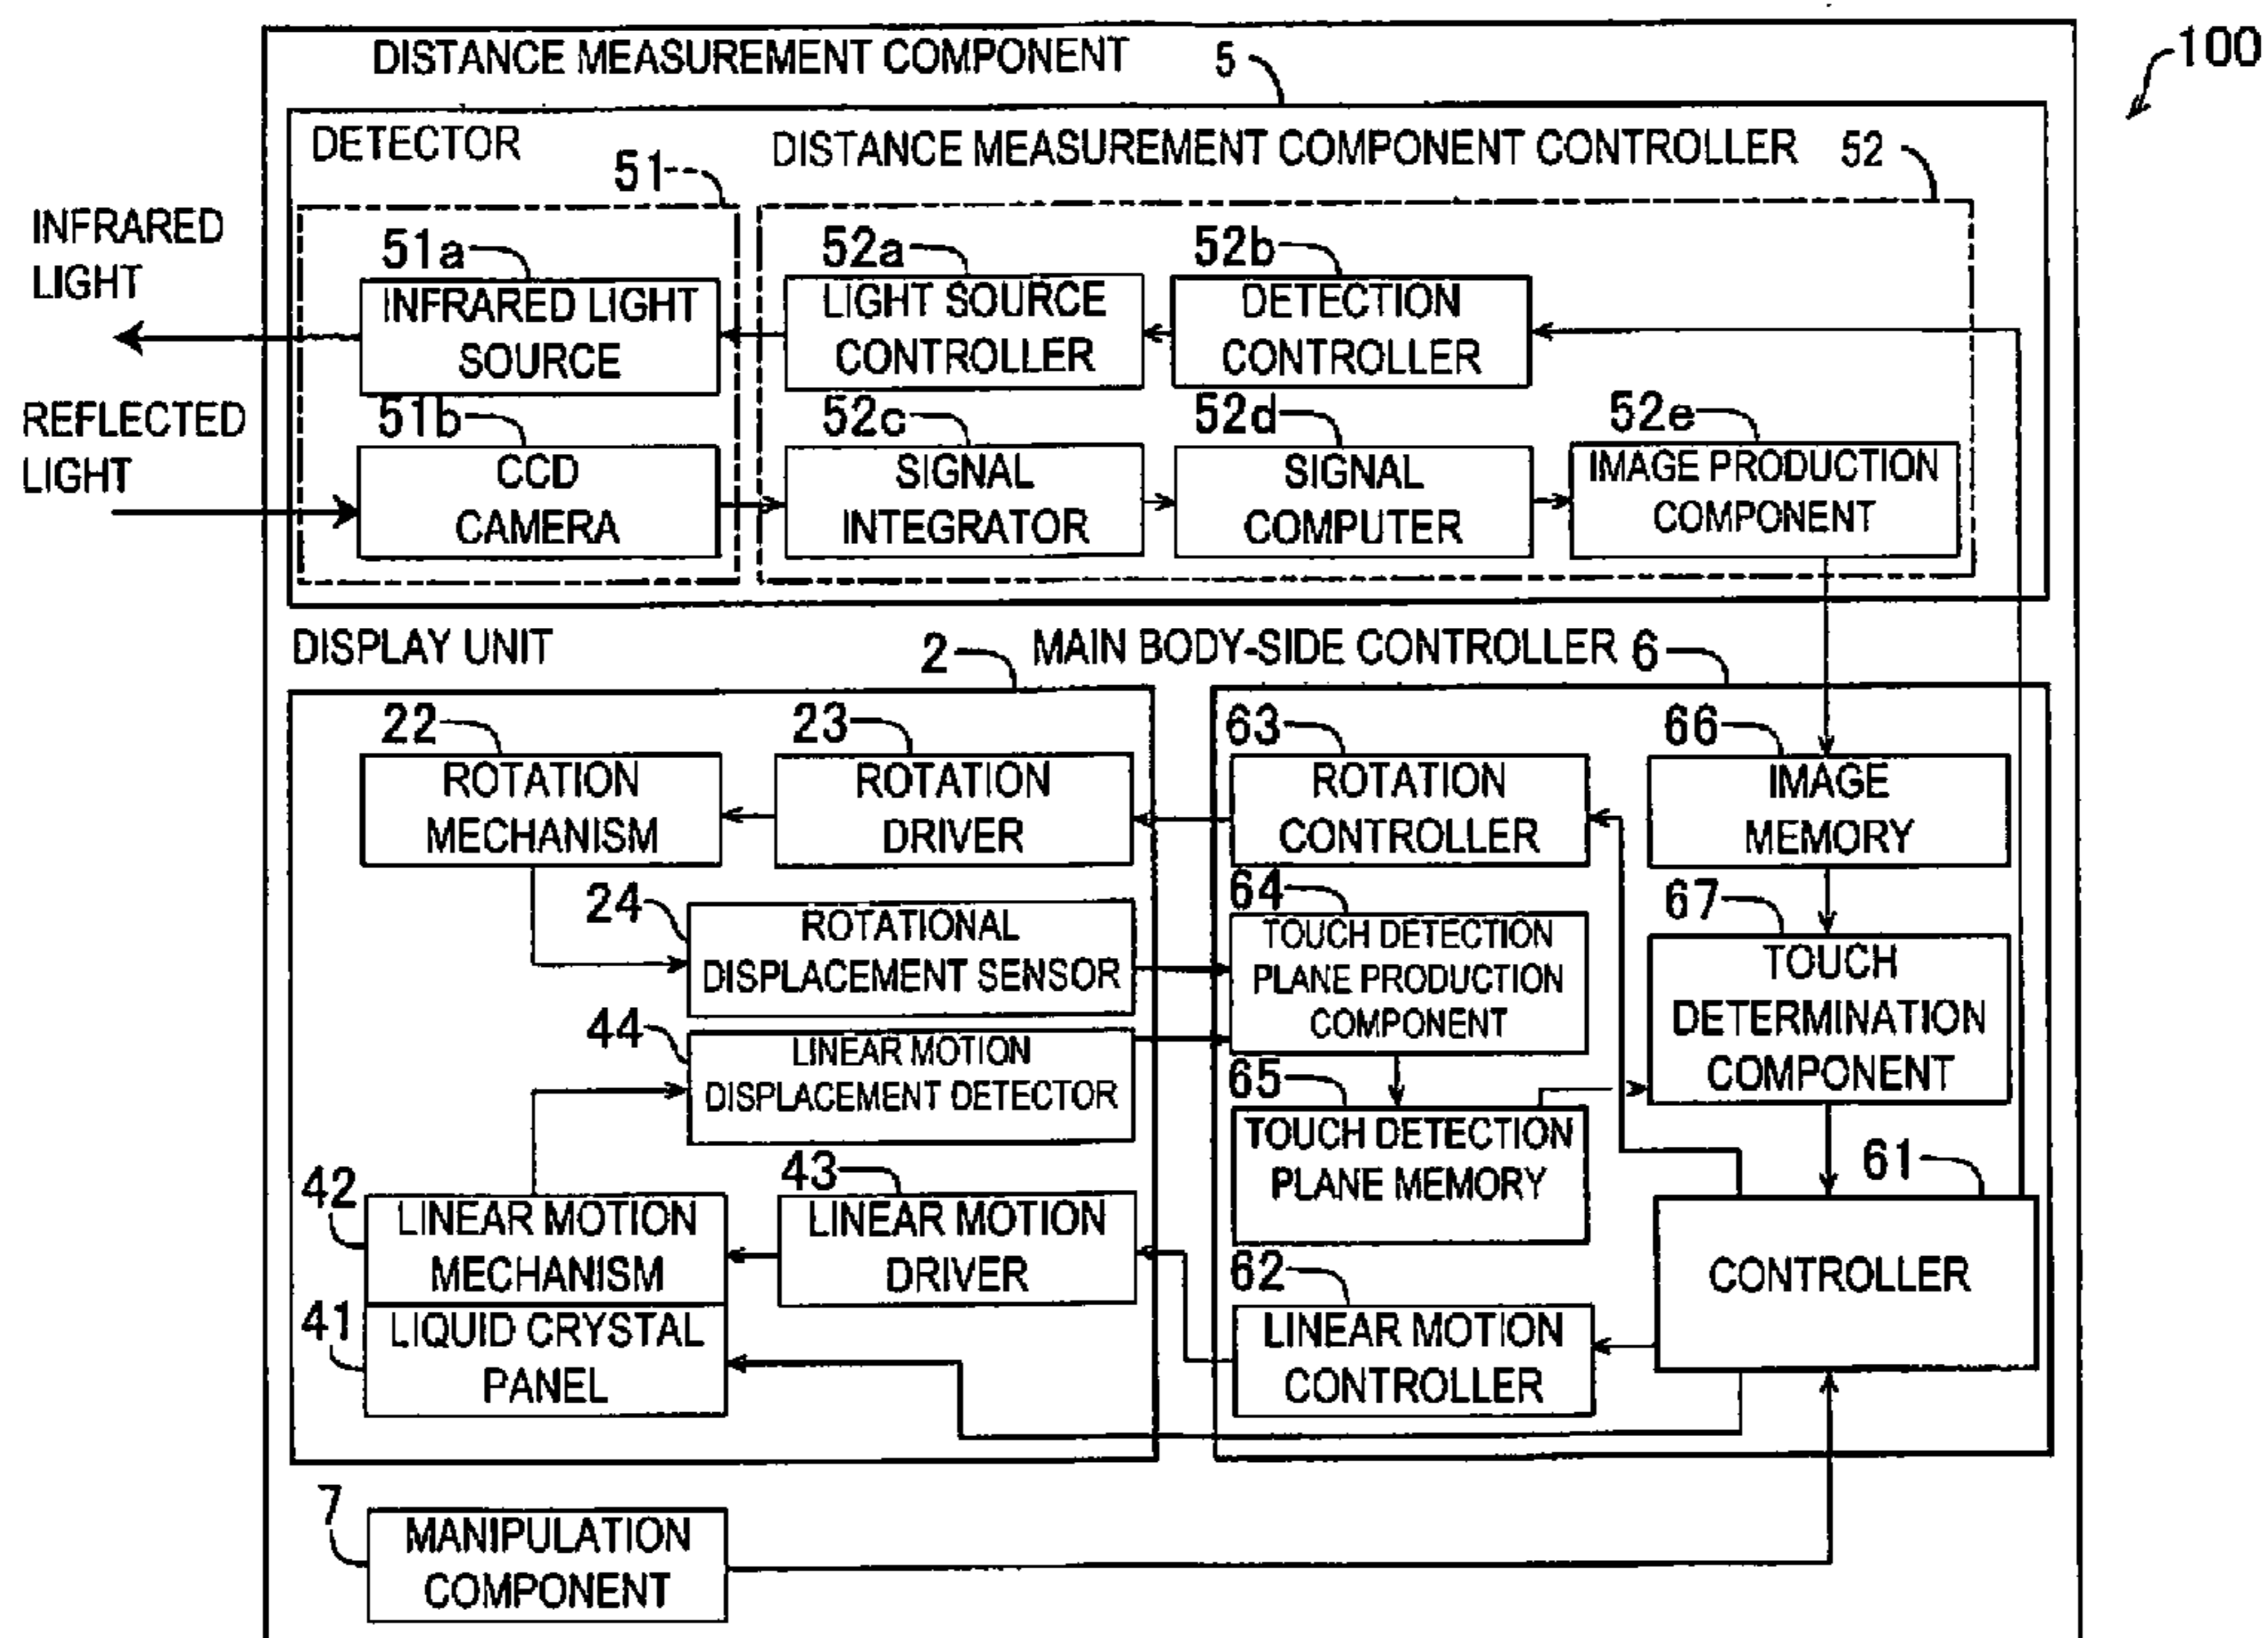 100
DISTANCE MEASUREMENT COMPONENT 5
DETECTOR
51
DISTANCE MEASUREMENT COMPONENT CONTROLLER 52
INFRARED
LIGHT
REFLECTED
LIGHT
51a
INFRARED LIGHT
SOURCE
52a
LIGHT SOURCE
CONTROLLER
52b
DETECTION
CONTROLLER
51b
CCD
CAMERA
52c
SIGNAL
INTEGRATOR
52d
SIGNAL
COMPUTER
52e
IMAGE PRODUCTION
COMPONENT
DISPLAY UNIT 2
MAIN BODY-SIDE CONTROLLER 6
22
ROTATION
MECHANISM
23
ROTATION
DRIVER
63
ROTATION
CONTROLLER
66
IMAGE
MEMORY
24
ROTATIONAL
DISPLACEMENT SENSOR
64
TOUCH DETECTION
PLANE PRODUCTION
COMPONENT
67
TOUCH
DETERMINATION
COMPONENT
44
LINEAR MOTION
DISPLACEMENT DETECTOR
65
TOUCH DETECTION
PLANE MEMORY
42
LINEAR MOTION
MECHANISM
43
LINEAR MOTION
DRIVER
61
CONTROLLER
41
LIQUID CRYSTAL
PANEL
62
LINEAR MOTION
CONTROLLER
7
MANIPULATION
COMPONENT